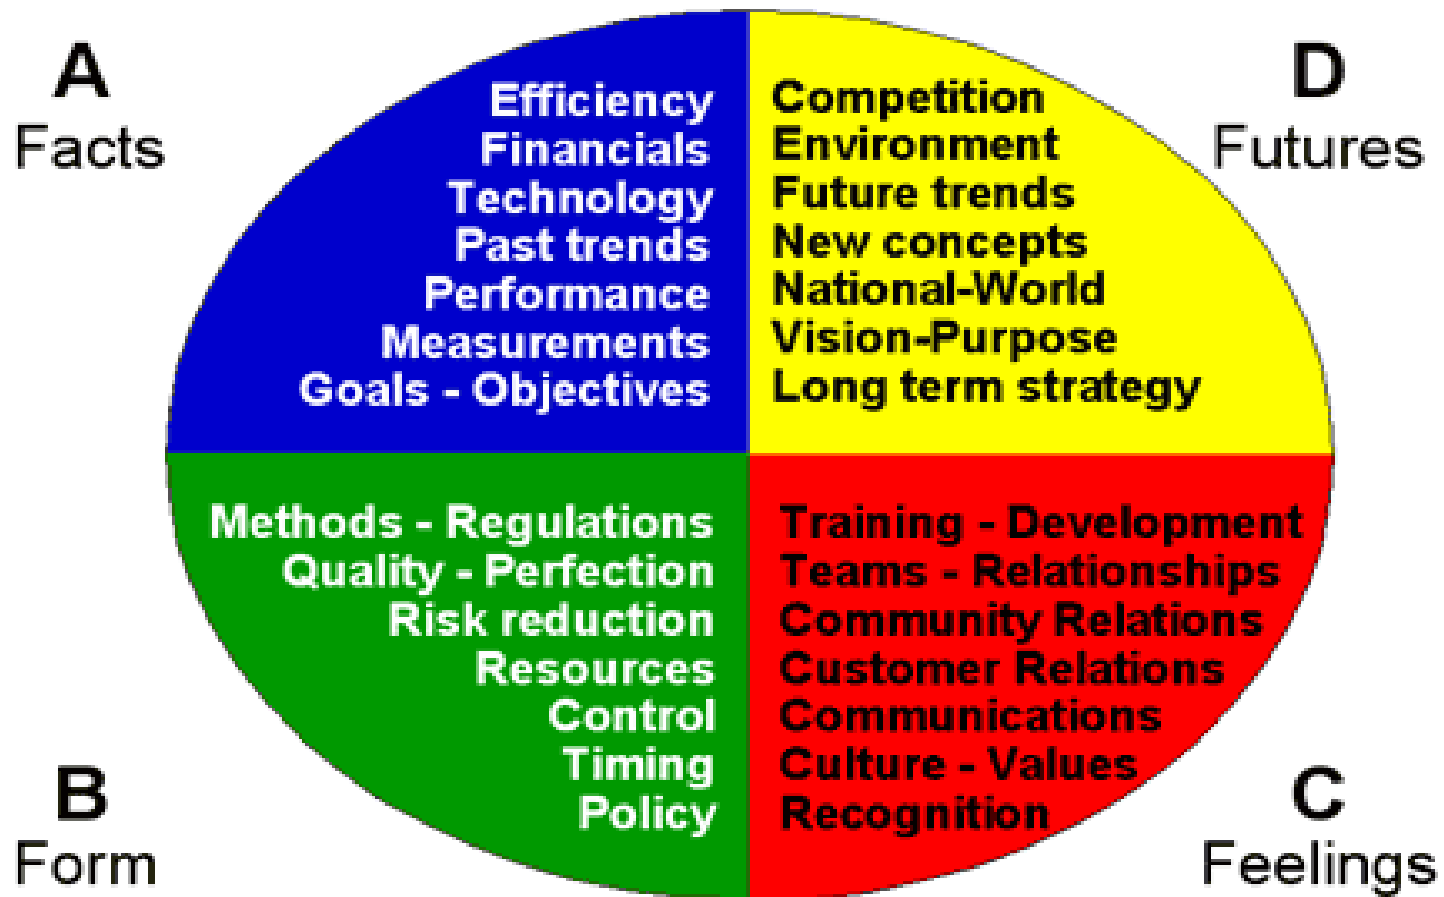 A
Facts
Efficiency
Financials
Technology
Past trends
Performance
Measurements
Goals - Objectives
D
Futures
Competition
Environment
Future trends
New concepts
National-World
Vision-Purpose
Long term strategy
B
Form
Methods - Regulations
Quality - Perfection
Risk reduction
Resources
Control
Timing
Policy
C
Feelings
Training - Development
Teams - Relationships
Community Relations
Customer Relations
Communications
Culture - Values
Recognition